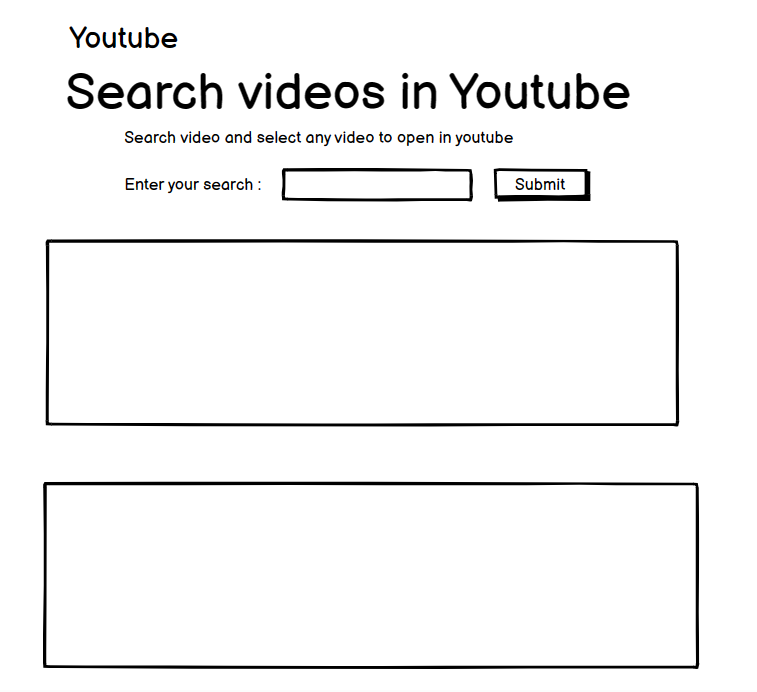 Youtube
Search videos in Youtube
Search video and select any video to open in youtube
Enter your search : Submit